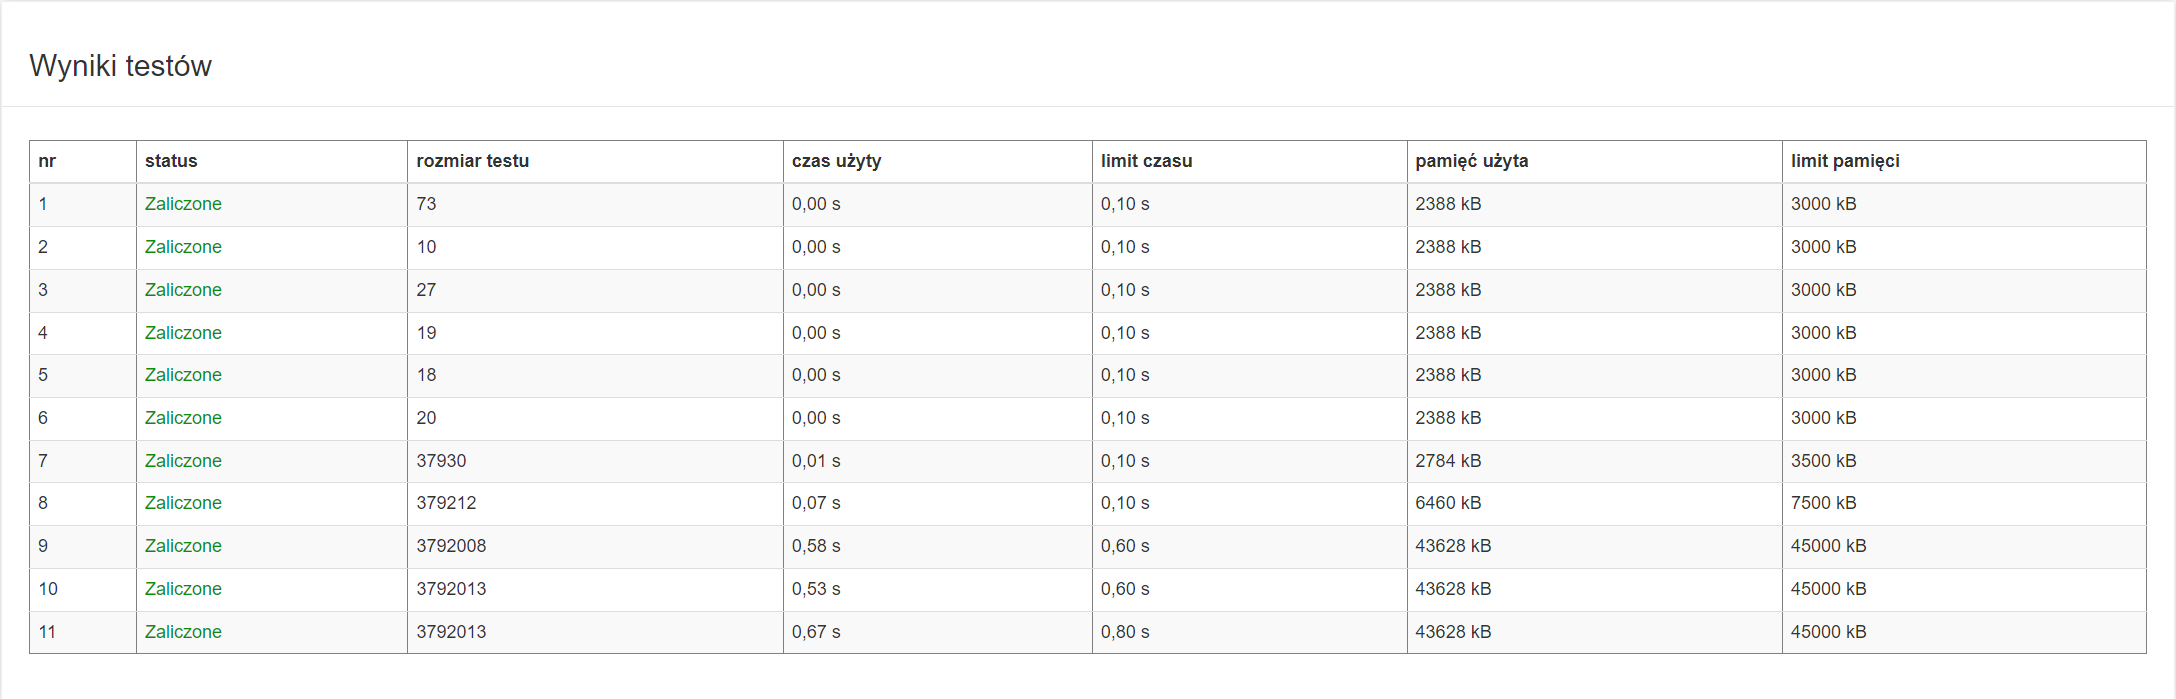 Wyniki testów
nr status rozmiar testu czas użyty limit czasu pamięć użyta limit pamięci
1 Zaliczone 73 0,00 s 0,10 s 2388 kB 3000 kB
2 Zaliczone 10 0,00 s 0,10 s 2388 kB 3000 kB
3 Zaliczone 27 0,00 s 0,10 s 2388 kB 3000 kB
4 Zaliczone 19 0,00 s 0,10 s 2388 kB 3000 kB
5 Zaliczone 18 0,00 s 0,10 s 2388 kB 3000 kB
6 Zaliczone 20 0,00 s 0,10 s 2388 kB 3000 kB
7 Zaliczone 37930 0,01 s 0,10 s 2784 kB 3500 kB
8 Zaliczone 379212 0,07 s 0,10 s 6460 kB 7500 kB
9 Zaliczone 3792008 0,58 s 0,60 s 43628 kB 45000 kB
10 Zaliczone 3792013 0,53 s 0,60 s 43628 kB 45000 kB
11 Zaliczone 3792013 0,67 s 0,80 s 43628 kB 45000 kB